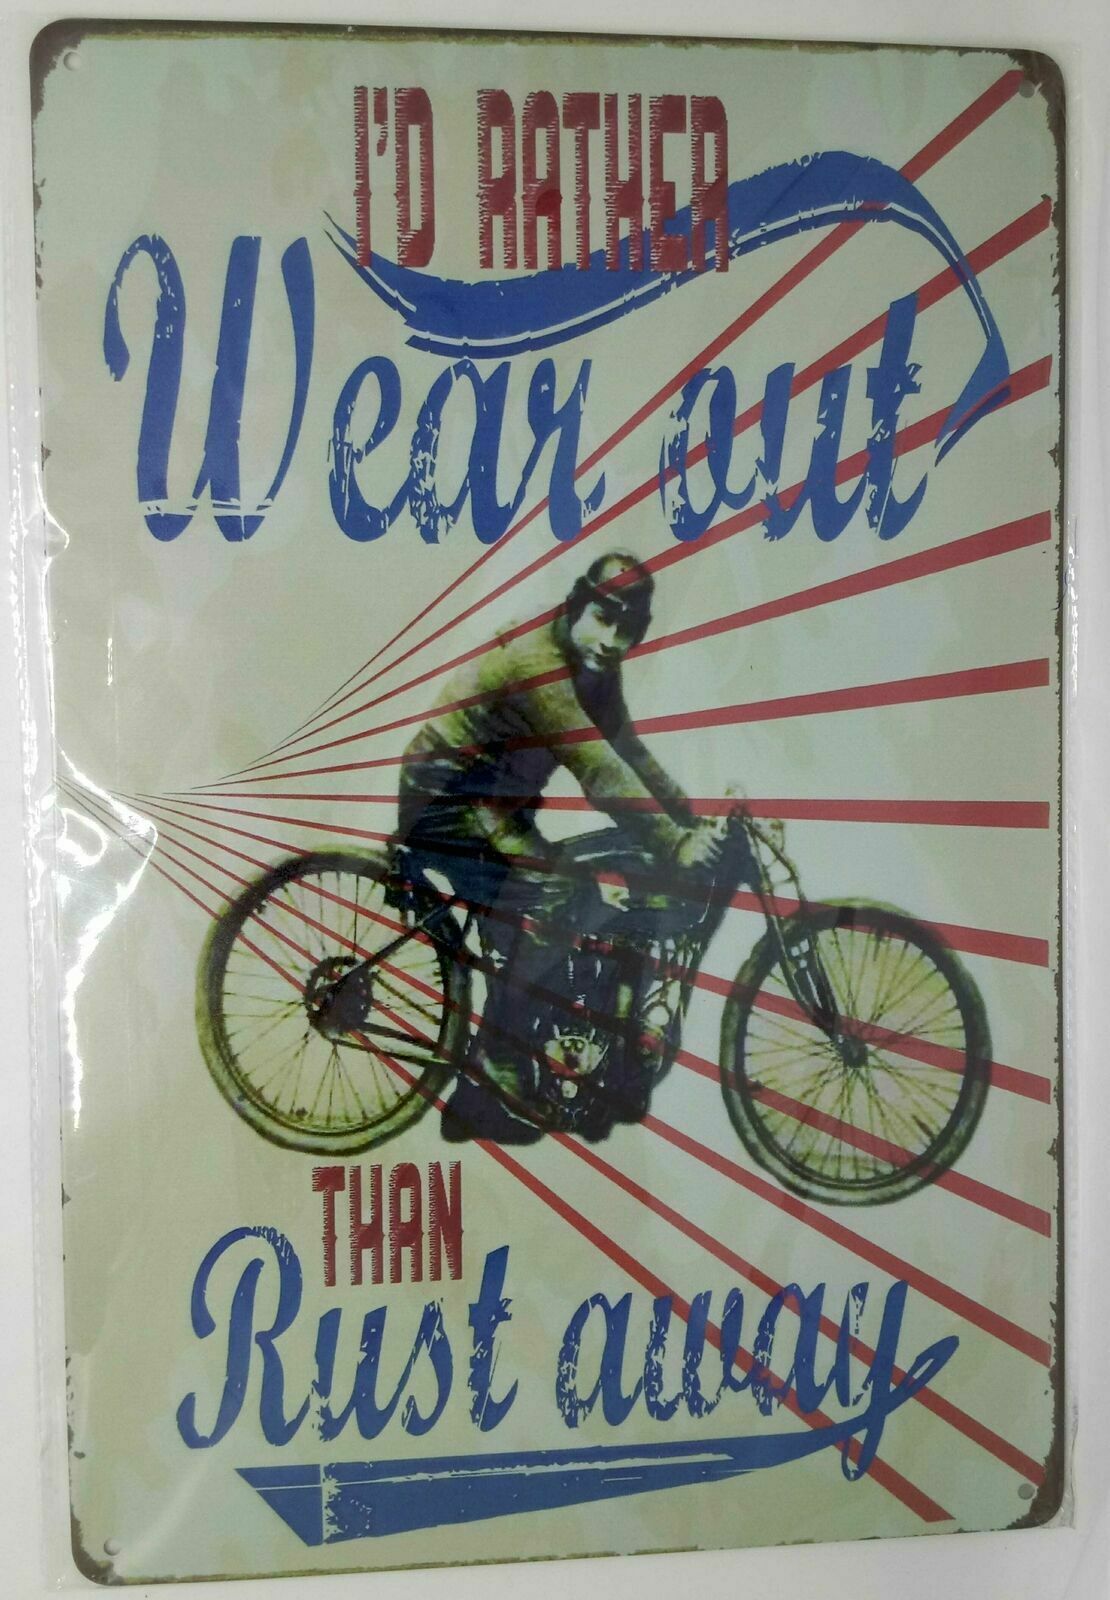 I'D RATHER
Wear out
THAN
Rust away